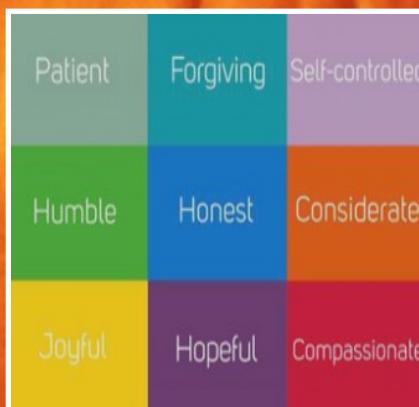 Patient Forgiving Self-controlled
Humble Honest Considerate
Joyful Hopeful Compassionate